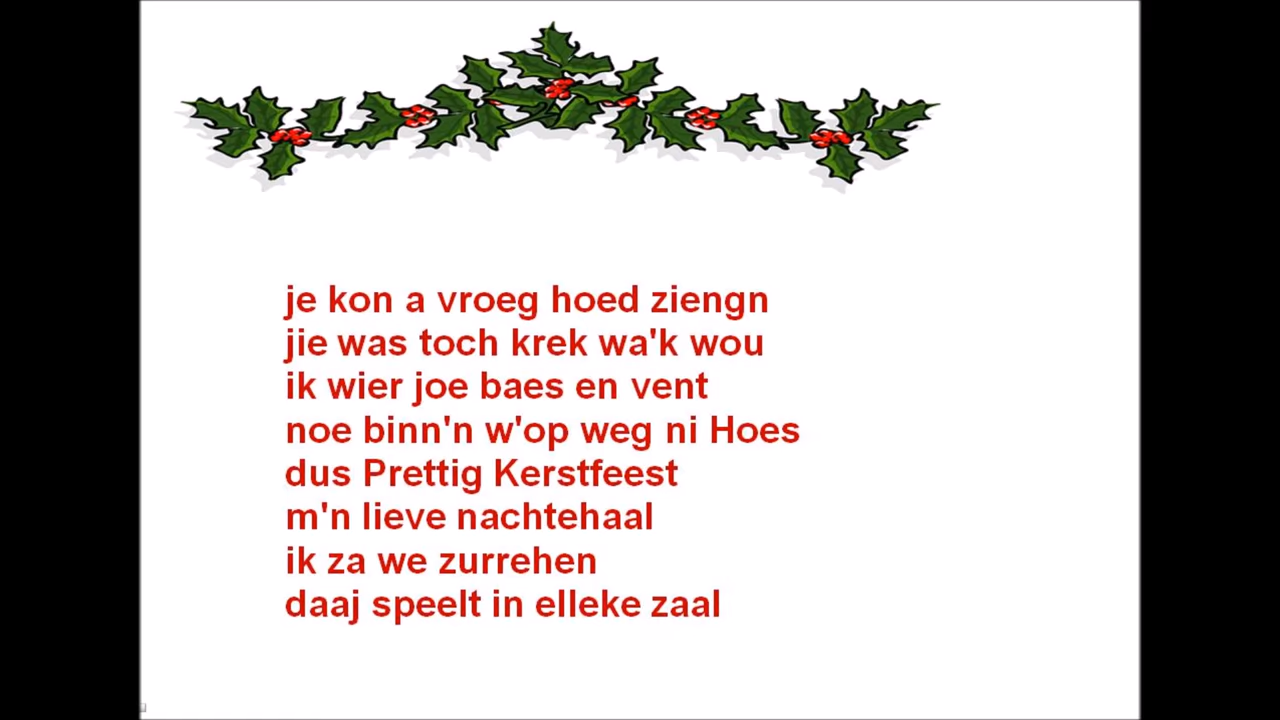 je kon a vroeg hoed ziengn
jie was toch krek wa'k wou
ik wier joe baes en vent
noe binn'n w'op weg ni Hoes
dus Prettig Kerstfeest
m'n lieve nachtehaal
ik za we zurrehen
daaj speelt in elleke zaal